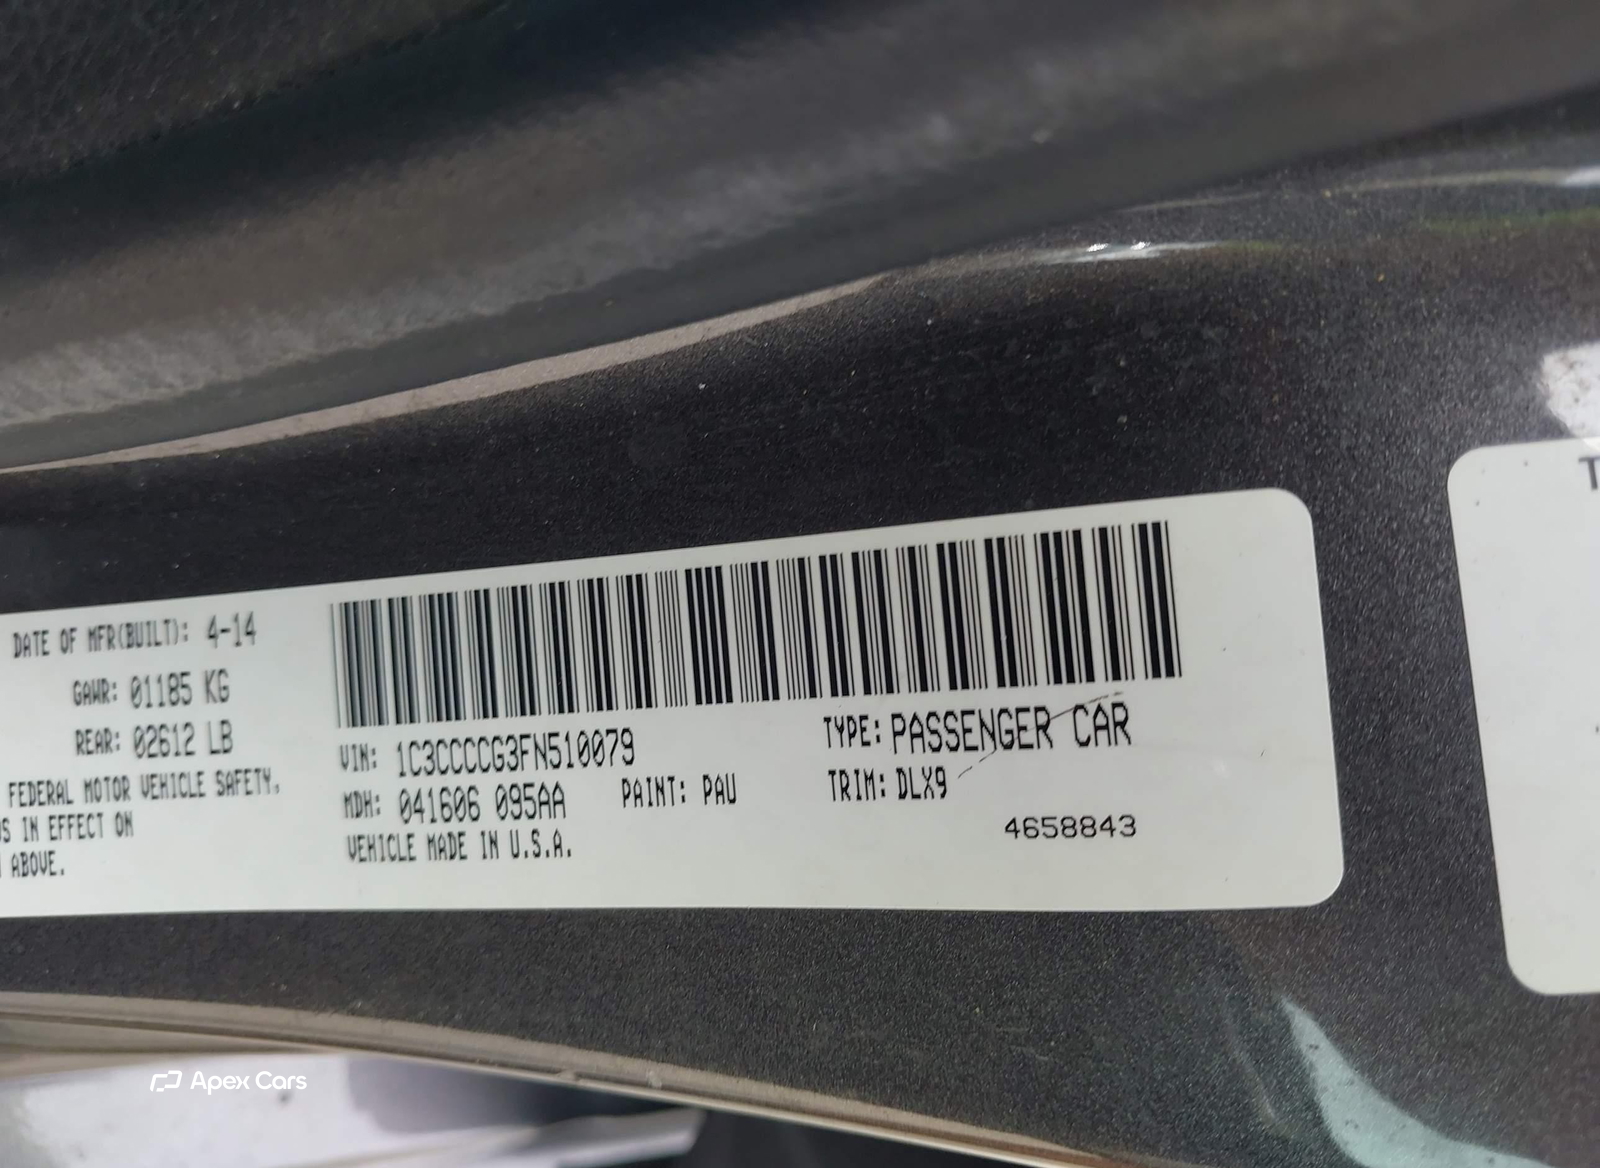 DATE OF MFR(BUILT): 4-14
GAWR: 01185 KG
REAR: 02612 LB
FEDERAL MOTOR VEHICLE SAFETY,
IN EFFECT ON
ABOVE.
VIN: 1C3CCCCG3FN510079
TYPE: PASSENGER CAR
MDH: 041606 095AA
PAINT: PAU
TRIM: DLX9
VEHICLE MADE IN U.S.A.
4658843
Apex Cars